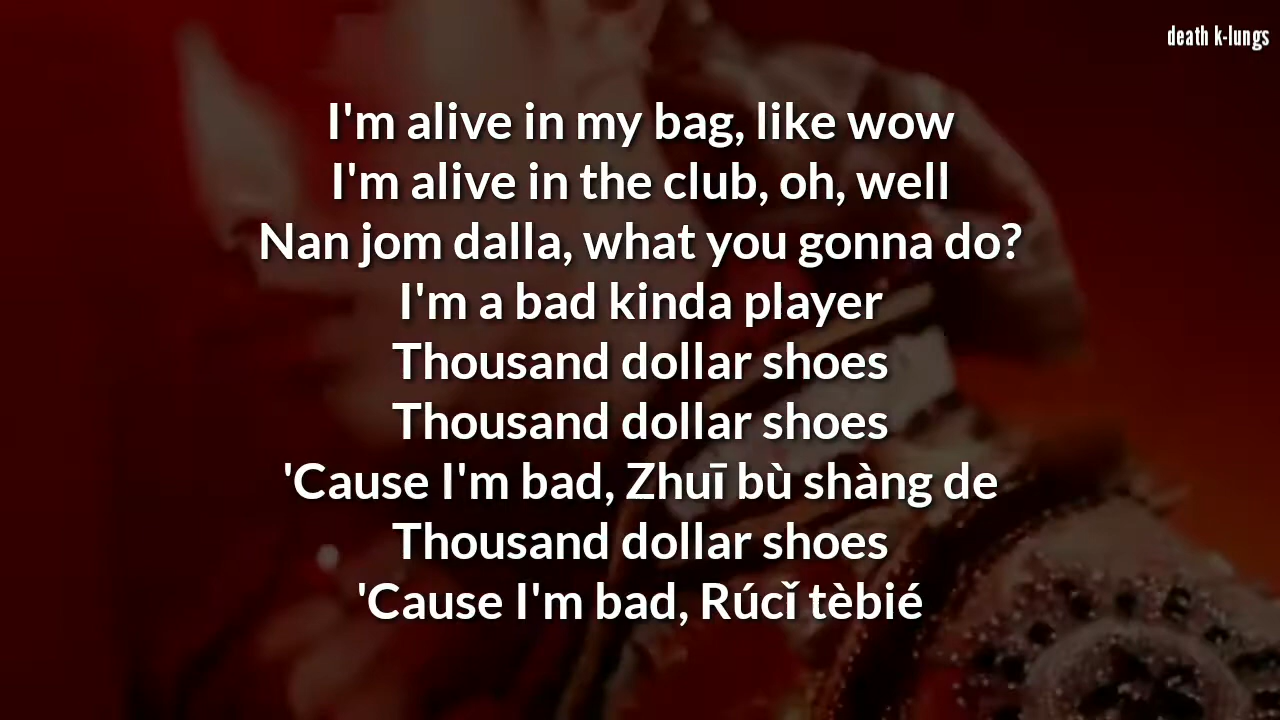 death k-lungs
I'm alive in my bag, like wow
I'm alive in the club, oh, well
Nan jom dalla, what you gonna do?
I'm a bad kinda player
Thousand dollar shoes
Thousand dollar shoes
'Cause I'm bad, Zhuī bù shàng de
Thousand dollar shoes
'Cause I'm bad, Rúcǐ tèbié